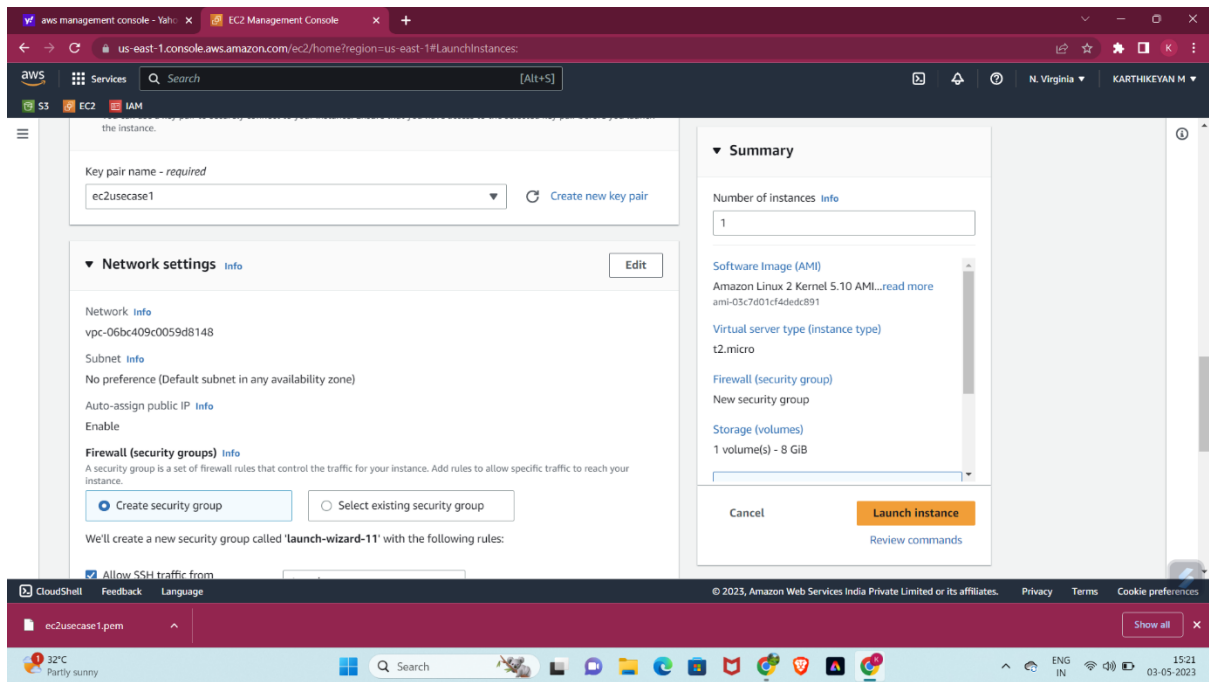 aws management console - Yaho
EC2 Management Console
us-east-1.console.aws.amazon.com/ec2/home?region=us-east-1#LaunchInstances:
K
aws
Services
Search
[Alt+S]
N. Virginia
KARTHIKEYAN M
S3
EC2
IAM
the instance.
Key pair name - required
ec2usecase1
Create new key pair
Network settings Info
Edit
Network Info
vpc-06bc409c0059d8148
Subnet Info
No preference (Default subnet in any availability zone)
Auto-assign public IP Info
Enable
Firewall (security groups) Info
A security group is a set of firewall rules that control the traffic for your instance. Add rules to allow specific traffic to reach your
instance.
Create security group
Select existing security group
We'll create a new security group called 'launch-wizard-11' with the following rules:
Allow SSH traffic from
Summary
Number of instances Info
1
Software Image (AMI)
Amazon Linux 2 Kernel 5.10 AMI...read more
ami-03c7d01cf4dedc891
Virtual server type (instance type)
t2.micro
Firewall (security group)
New security group
Storage (volumes)
1 volume(s) - 8 GiB
Cancel
Launch instance
Review commands
CloudShell
Feedback
Language
© 2023, Amazon Web Services India Private Limited or its affiliates.
Privacy
Terms
Cookie preferences
ec2usecase1.pem
Show all
1
32°C
Partly sunny
Search
ENG
IN
15:21
03-05-2023